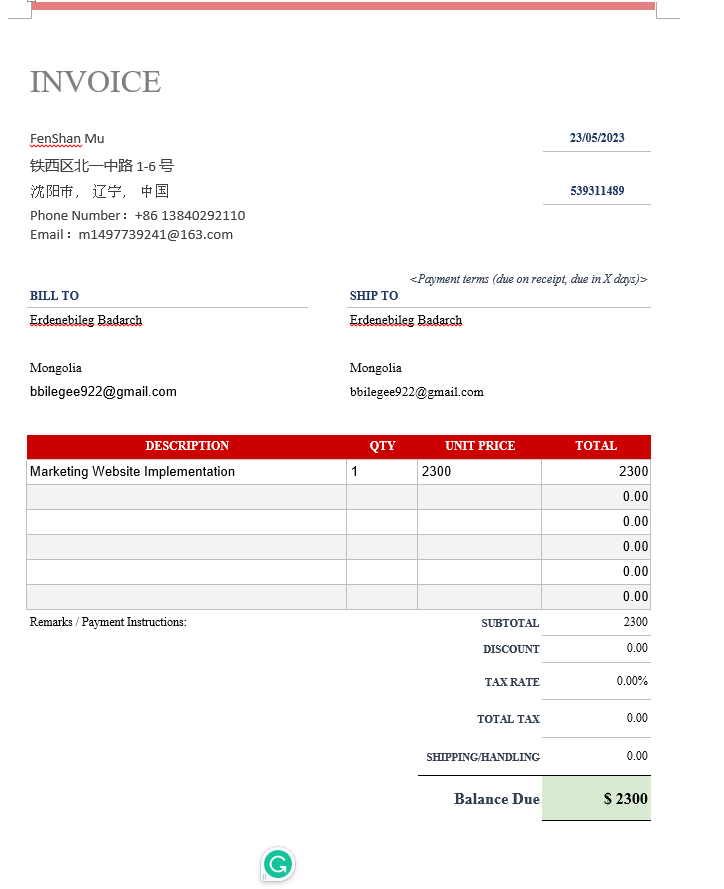 INVOICE
FenShan Mu
23/05/2023
铁西区北一中路 1-6 号
沈阳市， 辽宁， 中国
539311489
Phone Number：+86 13840292110
Email：m1497739241@163.com
<Payment terms (due on receipt, due in X days)>
BILL TO SHIP TO
Erdenebileg Badarch Erdenebileg Badarch
Mongolia Mongolia
bbilegee922@gmail.com bbilegee922@gmail.com
DESCRIPTION QTY UNIT PRICE TOTAL
Marketing Website Implementation 1 2300 2300
0.00
0.00
0.00
0.00
0.00
Remarks / Payment Instructions: SUBTOTAL 2300
DISCOUNT 0.00
TAX RATE 0.00%
TOTAL TAX 0.00
SHIPPING/HANDLING 0.00
Balance Due $ 2300